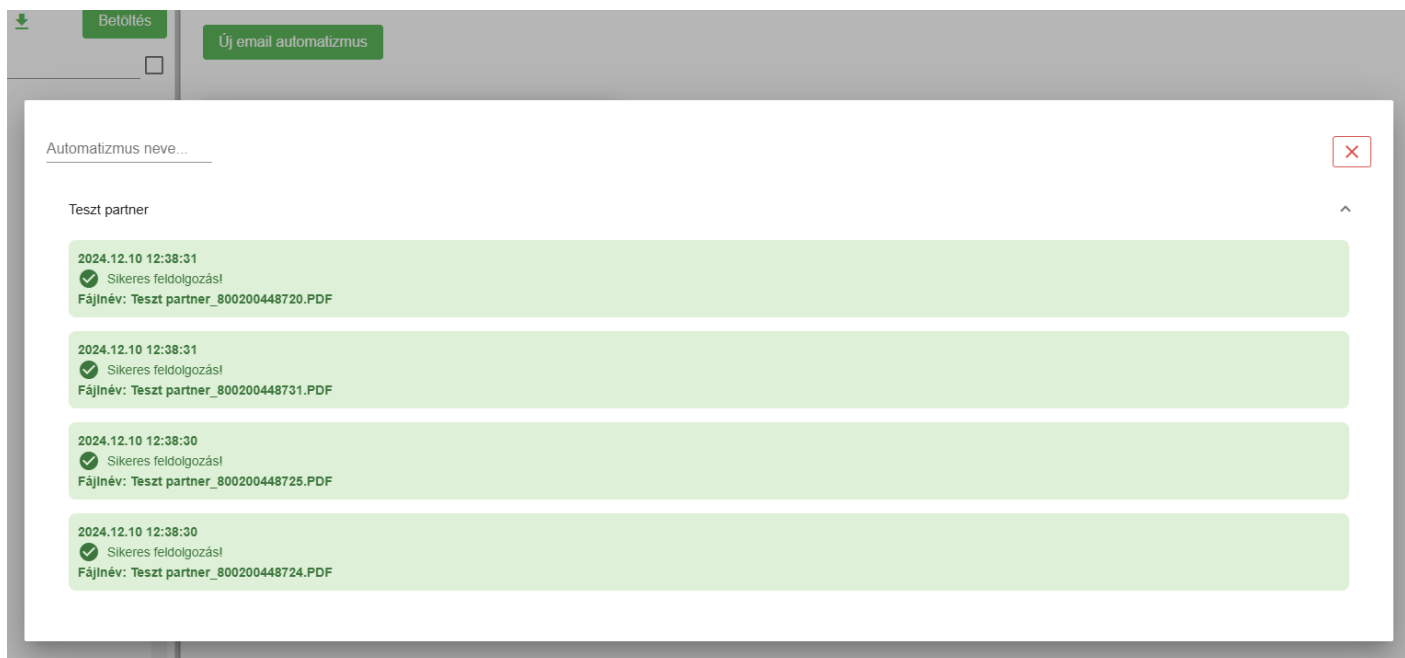 Betöltés
Új email automatizmus
Automatizmus neve...
Teszt partner
2024.12.10 12:38:31
Sikeres feldolgozás!
Fájlnév: Teszt partner_800200448720.PDF
2024.12.10 12:38:31
Sikeres feldolgozás!
Fájlnév: Teszt partner_800200448731.PDF
2024.12.10 12:38:30
Sikeres feldolgozás!
Fájlnév: Teszt partner_800200448725.PDF
2024.12.10 12:38:30
Sikeres feldolgozás!
Fájlnév: Teszt partner_800200448724.PDF